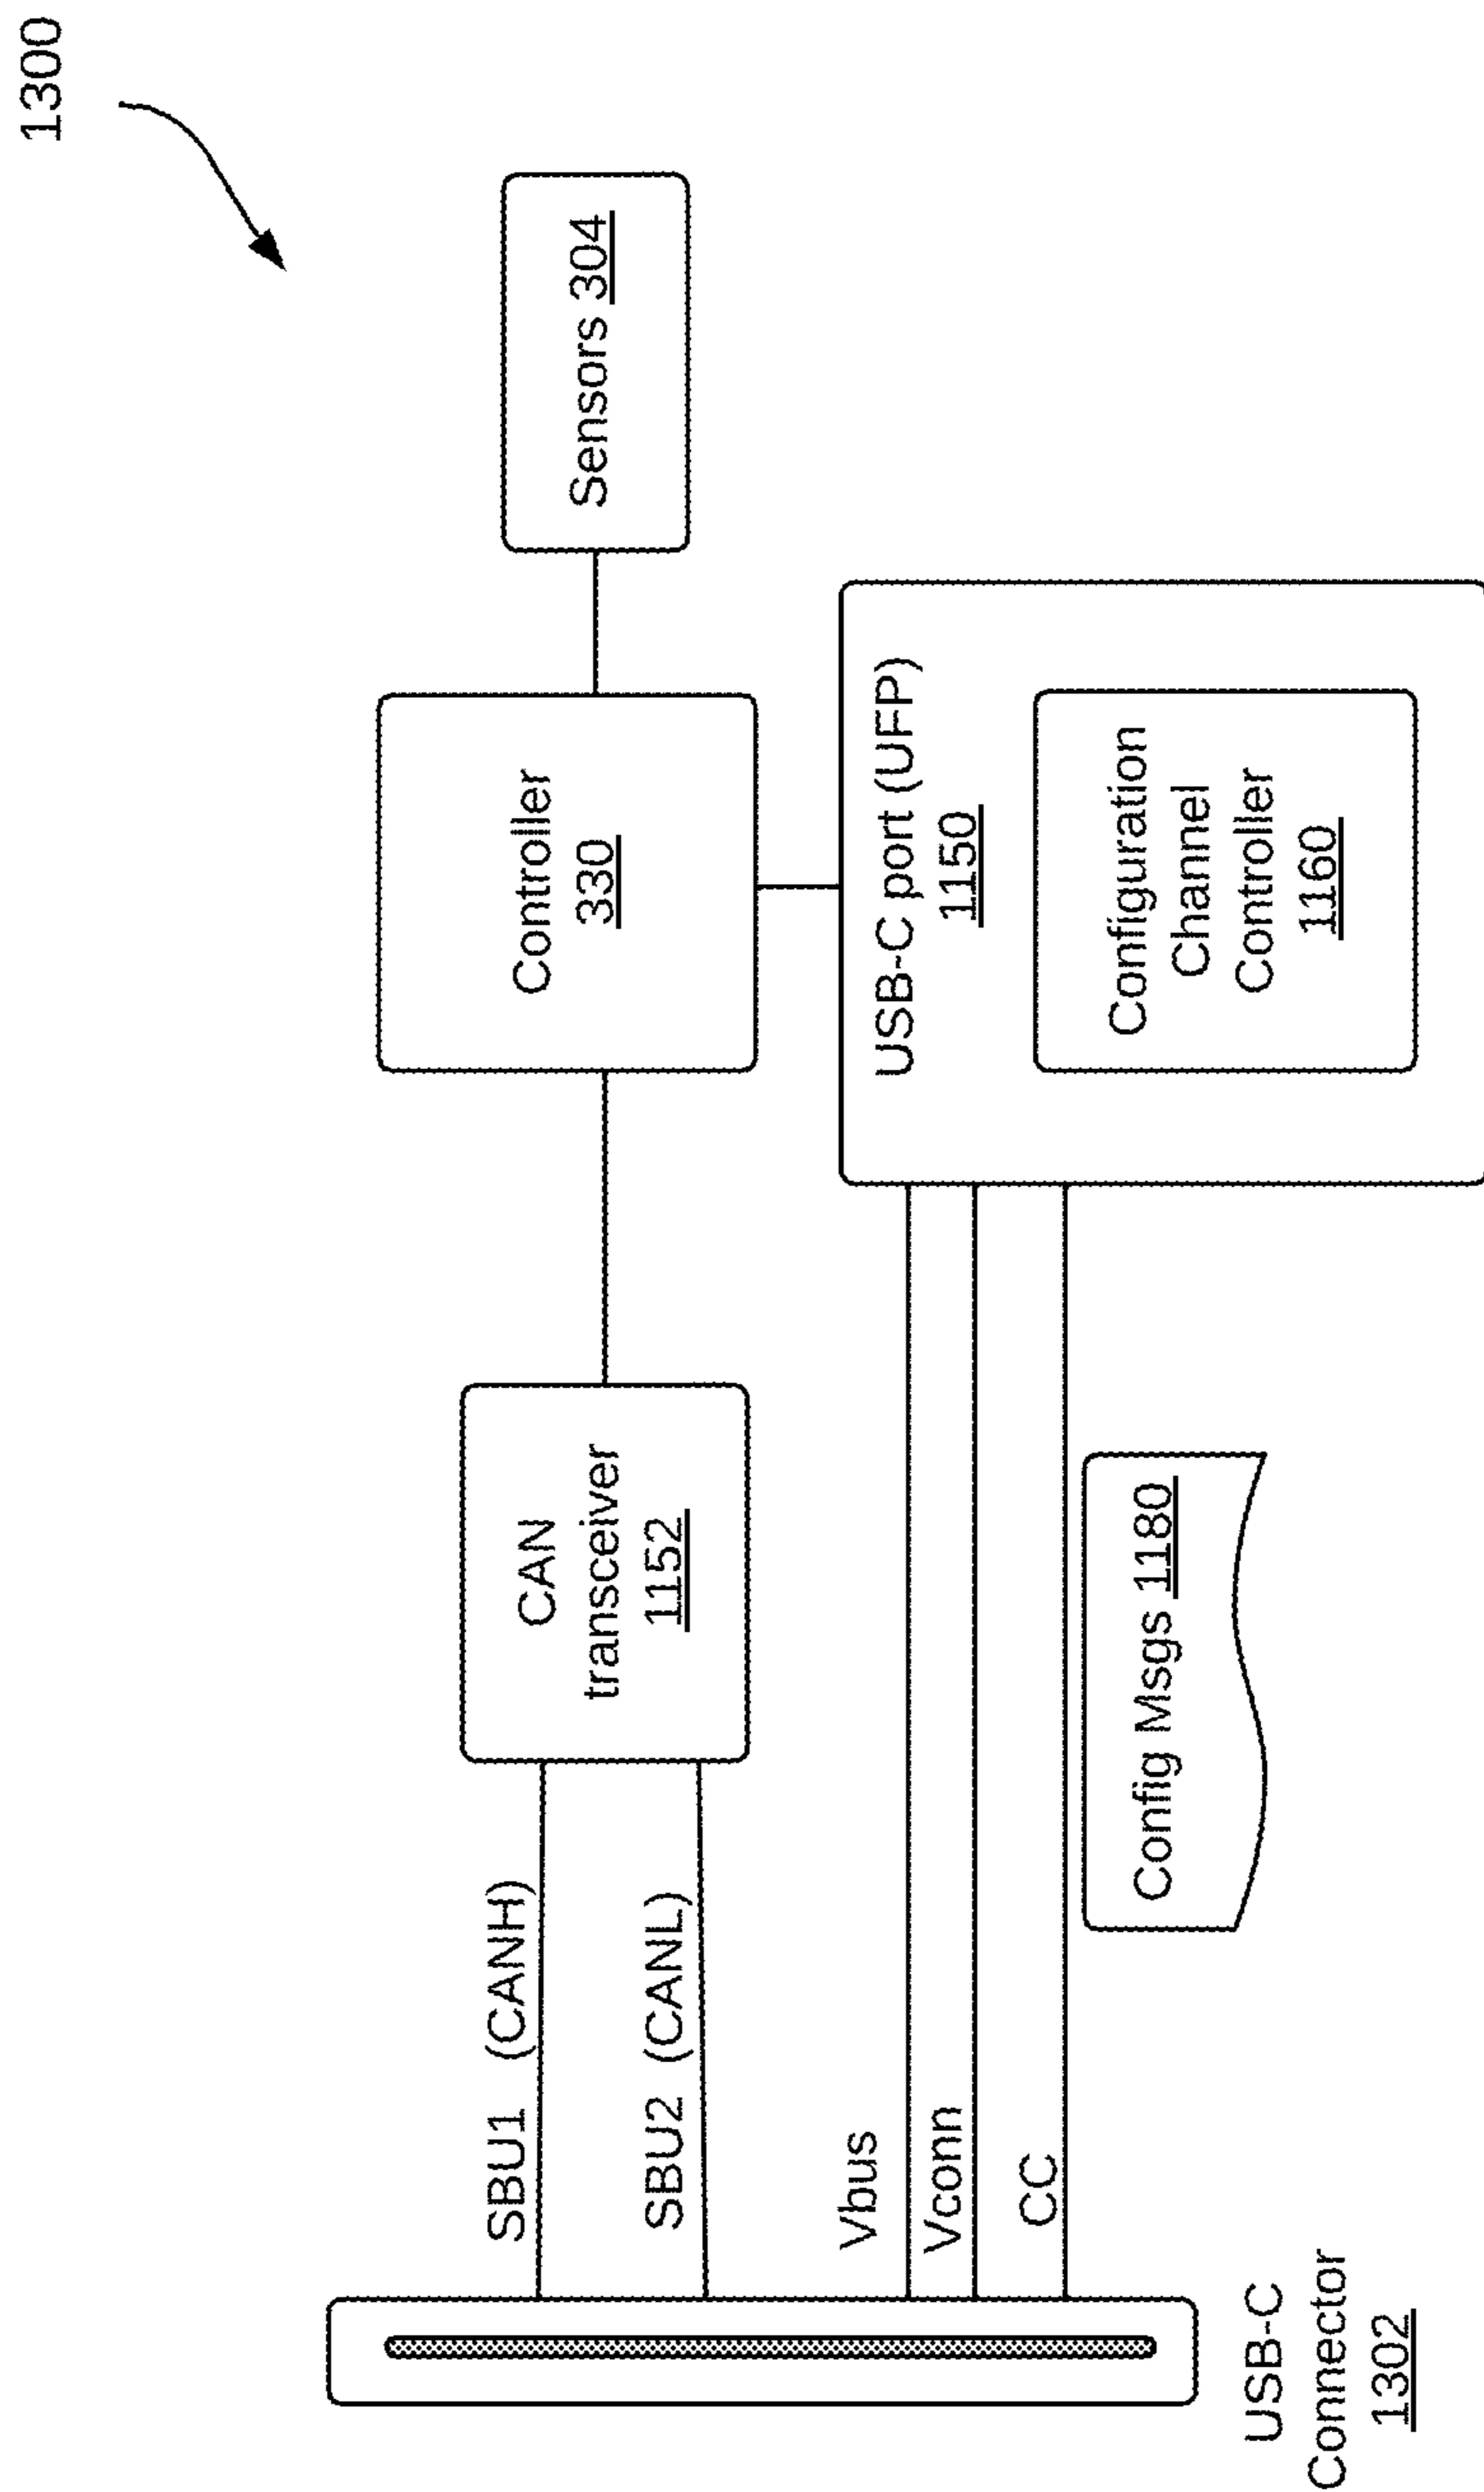 1300
Sensors 304
Controller
330
USB-C port (UFP)
1150
Configuration
Channel
Controller
1160
CAN
transceiver
1152
SBU1 (CANH)
SBU2 (CANL)
Vbus
Vconn
CC
Config Msgs 1180
USB-C
Connector
1302